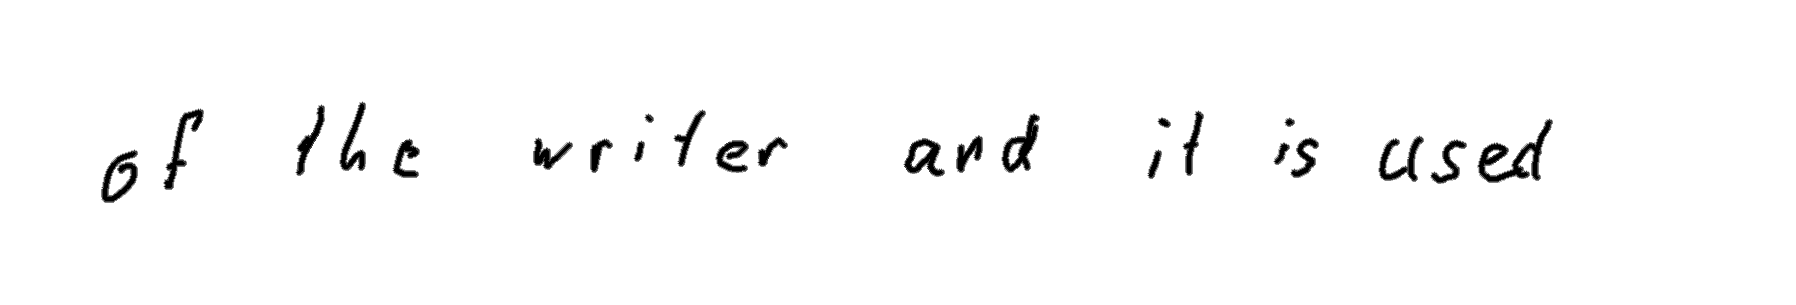 of the writer and it is used